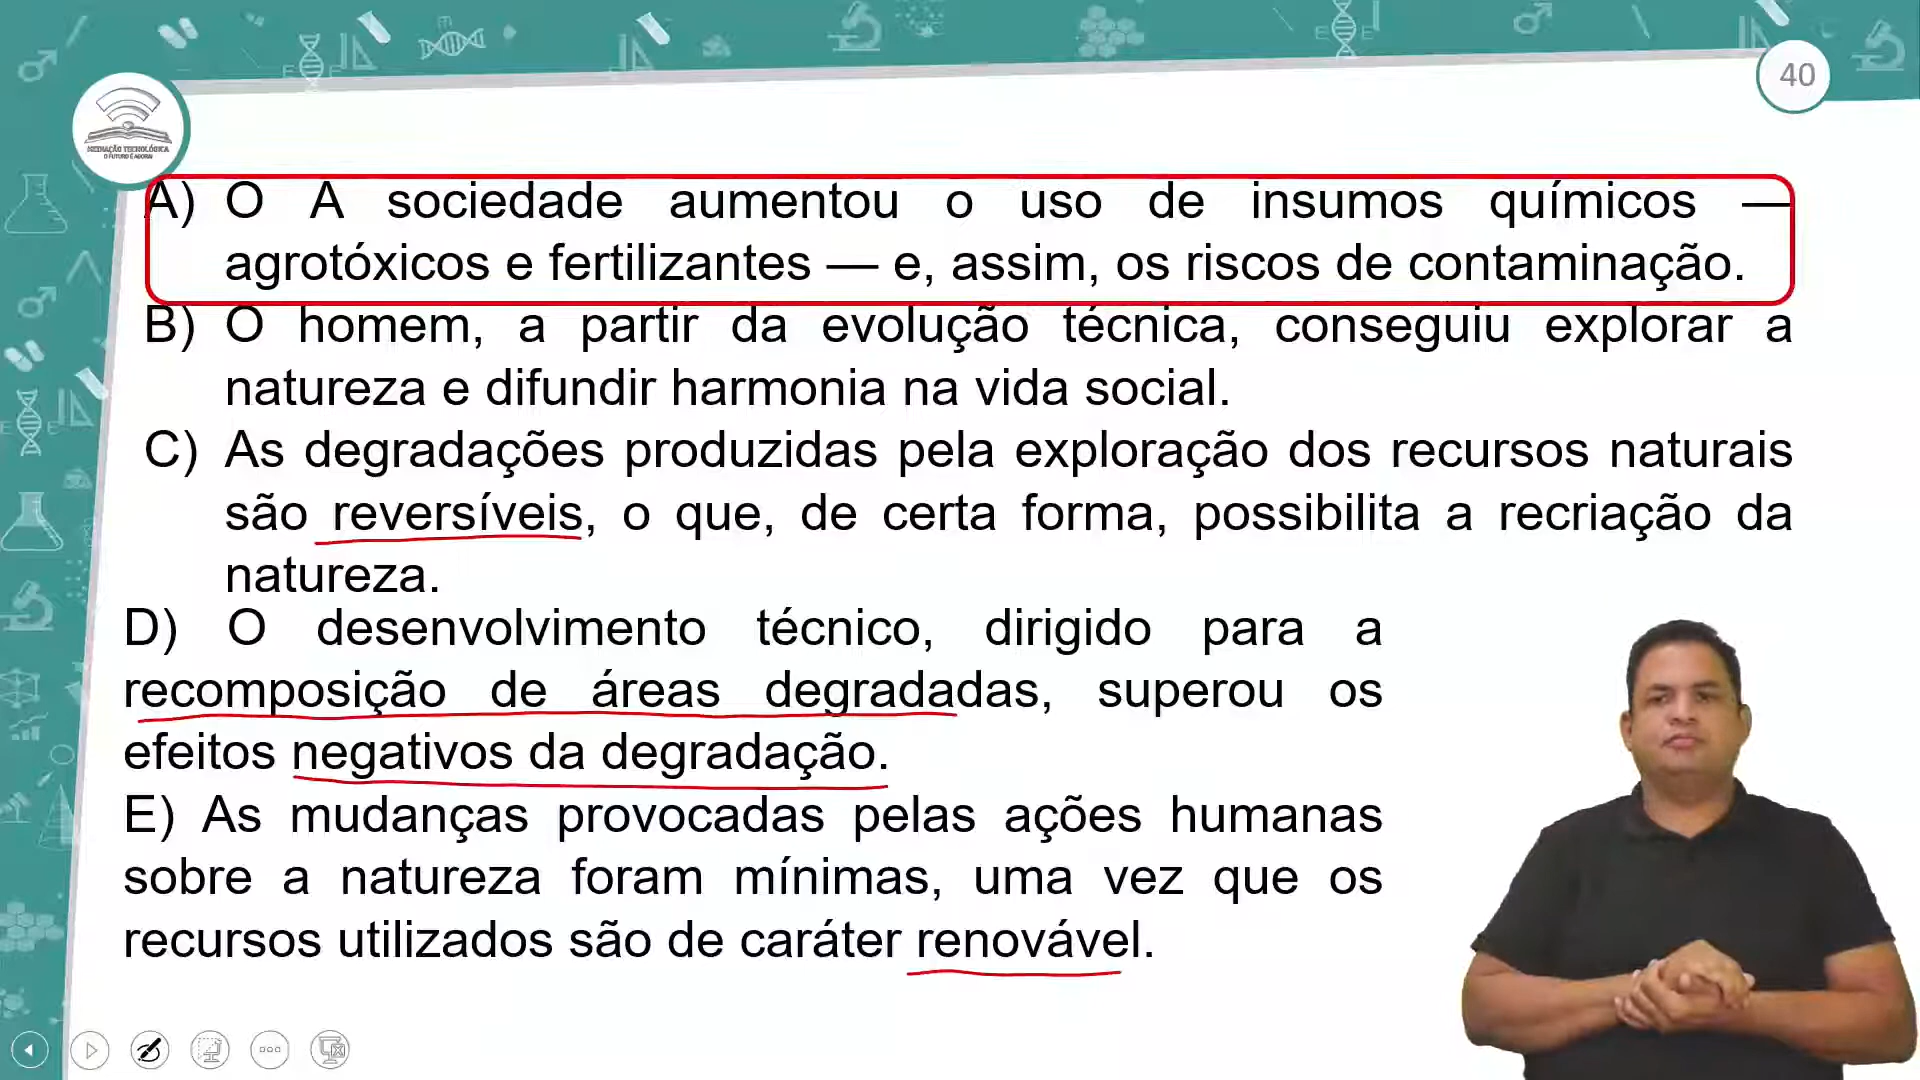 40
MEDIAÇÃO TECNOLÓGICA
O FUTURO É AGORA!
A) O A sociedade aumentou o uso de insumos químicos —
agrotóxicos e fertilizantes — e, assim, os riscos de contaminação.
B) O homem, a partir da evolução técnica, conseguiu explorar a
natureza e difundir harmonia na vida social.
C) As degradações produzidas pela exploração dos recursos naturais
são reversíveis, o que, de certa forma, possibilita a recriação da
natureza.
D) O desenvolvimento técnico, dirigido para a
recomposição de áreas degradadas, superou os
efeitos negativos da degradação.
E) As mudanças provocadas pelas ações humanas
sobre a natureza foram mínimas, uma vez que os
recursos utilizados são de caráter renovável.